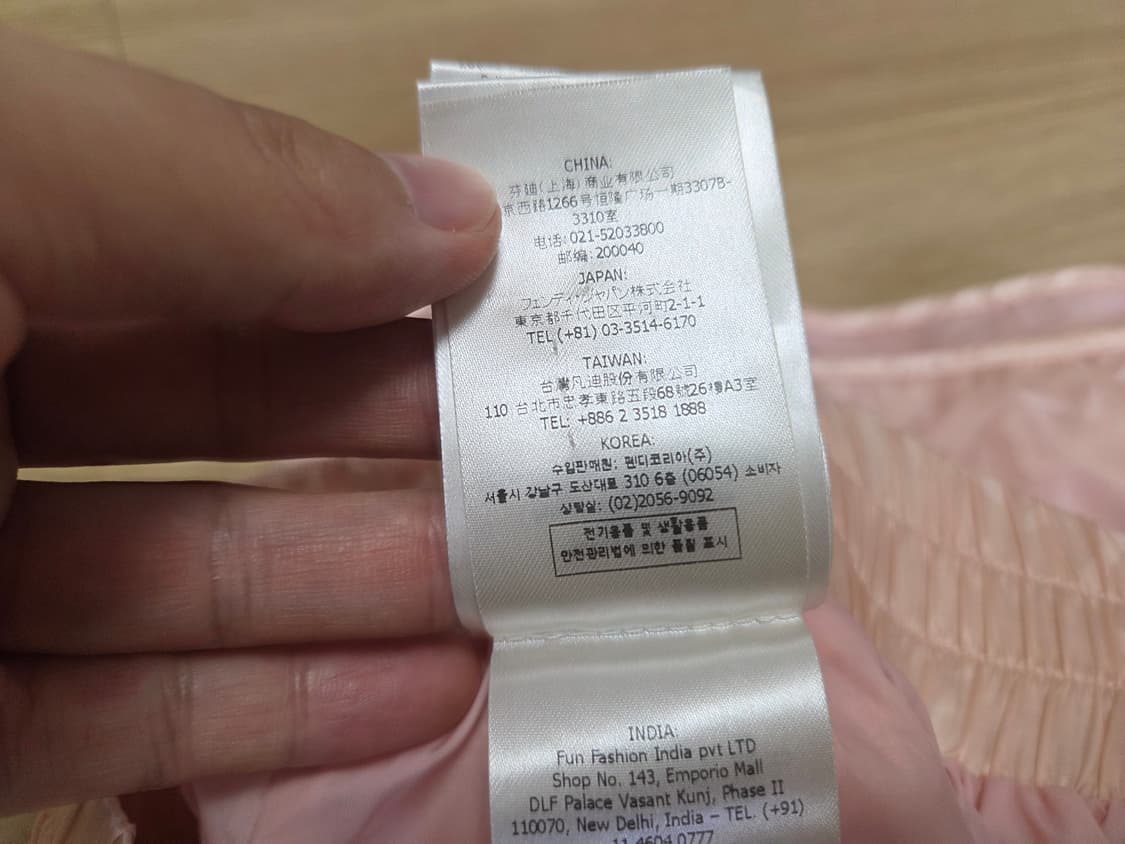 CHINA:
芬迪(上海)商业有限公司
京西路1266号恒隆广场一期3307B-
3310室
电话: 021-52033800
邮编: 200040
JAPAN:
フェンディ・ジャパン株式会社
東京都千代田区平河町2-1-1
TEL (+81) 03-3514-6170
TAIWAN:
台灣凡迪股份有限公司
110 台北市忠孝東路五段68號26樓A3室
TEL: +886 2 3518 1888
KOREA:
수입판매원: 펜디코리아(주)
서울시 강남구 도산대로 310 6층 (06054) 소비자
상담실: (02)2056-9092
전기용품 및 생활용품
안전관리법에 의한 품질 표시
INDIA:
Fun Fashion India pvt LTD
Shop No. 143, Emporio Mall
DLF Palace Vasant Kunj, Phase II
110070, New Delhi, India – TEL. (+91)
11 4604 0777